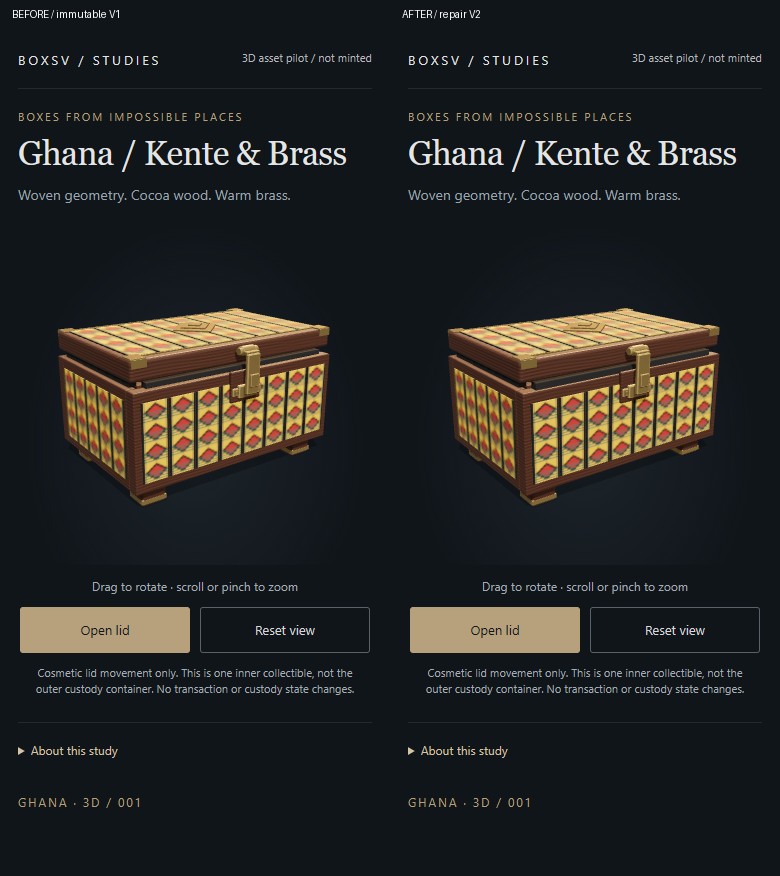 BEFORE / immutable V1
BOXSV / STUDIES
3D asset pilot / not minted
BOXES FROM IMPOSSIBLE PLACES
Ghana / Kente & Brass
Woven geometry. Cocoa wood. Warm brass.
Drag to rotate · scroll or pinch to zoom
Open lid
Reset view
Cosmetic lid movement only. This is one inner collectible, not the
outer custody container. No transaction or custody state changes.
▶ About this study
GHANA · 3D / 001
AFTER / repair V2
BOXSV / STUDIES
3D asset pilot / not minted
BOXES FROM IMPOSSIBLE PLACES
Ghana / Kente & Brass
Woven geometry. Cocoa wood. Warm brass.
Drag to rotate · scroll or pinch to zoom
Open lid
Reset view
Cosmetic lid movement only. This is one inner collectible, not the
outer custody container. No transaction or custody state changes.
▶ About this study
GHANA · 3D / 001